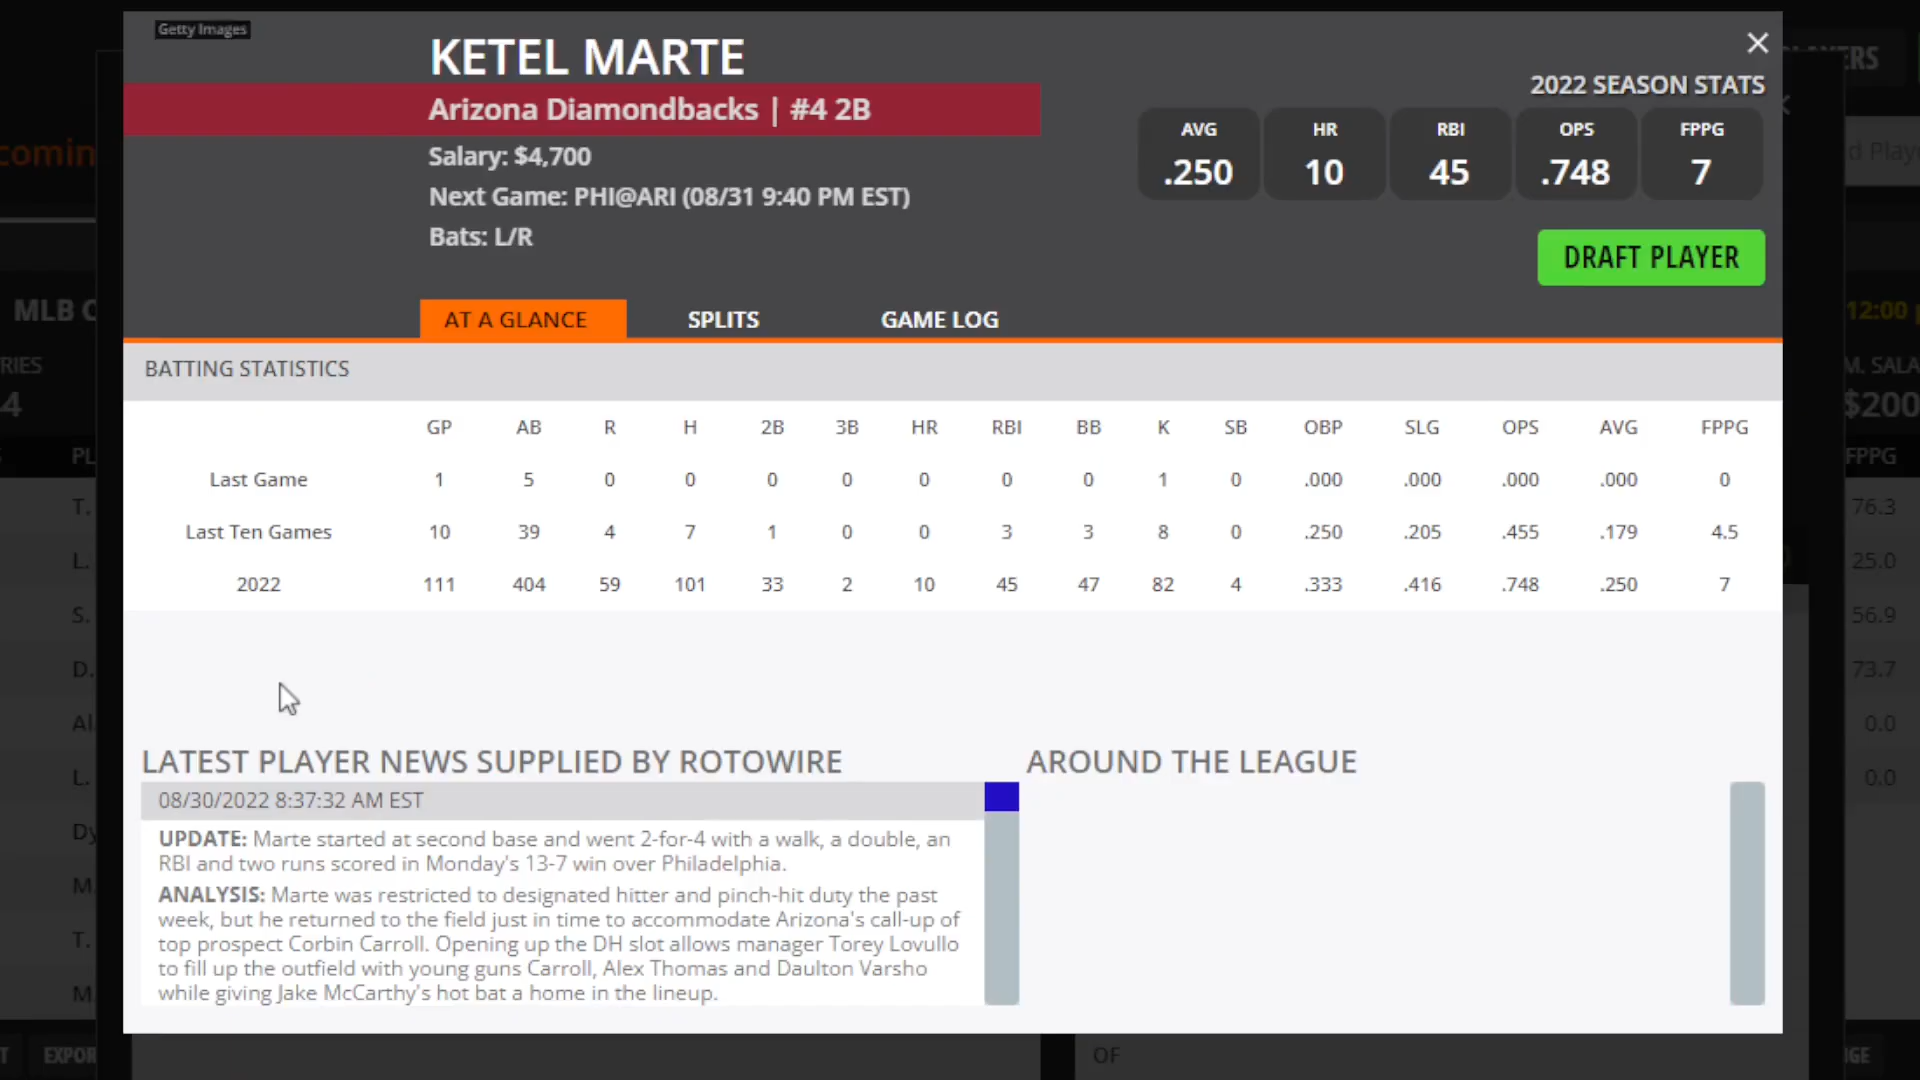 Getty Images
KETEL MARTE
Arizona Diamondbacks | #4 2B
Salary: $4,700
Next Game: PHI@ARI (08/31 9:40 PM EST)
Bats: L/R
2022 SEASON STATS
AVG HR RBI OPS FPPG
.250 10 45 .748 7
DRAFT PLAYER
AT A GLANCE SPLITS GAME LOG
BATTING STATISTICS
GP AB R H 2B 3B HR RBI BB K SB OBP SLG OPS AVG FPPG
Last Game 1 5 0 0 0 0 0 0 0 1 0 .000 .000 .000 .000 0
Last Ten Games 10 39 4 7 1 0 0 3 3 8 0 .250 .205 .455 .179 4.5
2022 111 404 59 101 33 2 10 45 47 82 4 .333 .416 .748 .250 7
LATEST PLAYER NEWS SUPPLIED BY ROTOWIRE
08/30/2022 8:37:32 AM EST
UPDATE: Marte started at second base and went 2-for-4 with a walk, a double, an
RBI and two runs scored in Monday's 13-7 win over Philadelphia.
ANALYSIS: Marte was restricted to designated hitter and pinch-hit duty the past
week, but he returned to the field just in time to accommodate Arizona's call-up of
top prospect Corbin Carroll. Opening up the DH slot allows manager Torey Lovullo
to fill up the outfield with young guns Carroll, Alex Thomas and Daulton Varsho
while giving Jake McCarthy's hot bat a home in the lineup.
AROUND THE LEAGUE
MLB
PL
T.
L.
S.
D.
L.
M.
T.
M.
12:00
$200
FPPG
76.3
25.0
56.9
73.7
0.0
0.0
OF